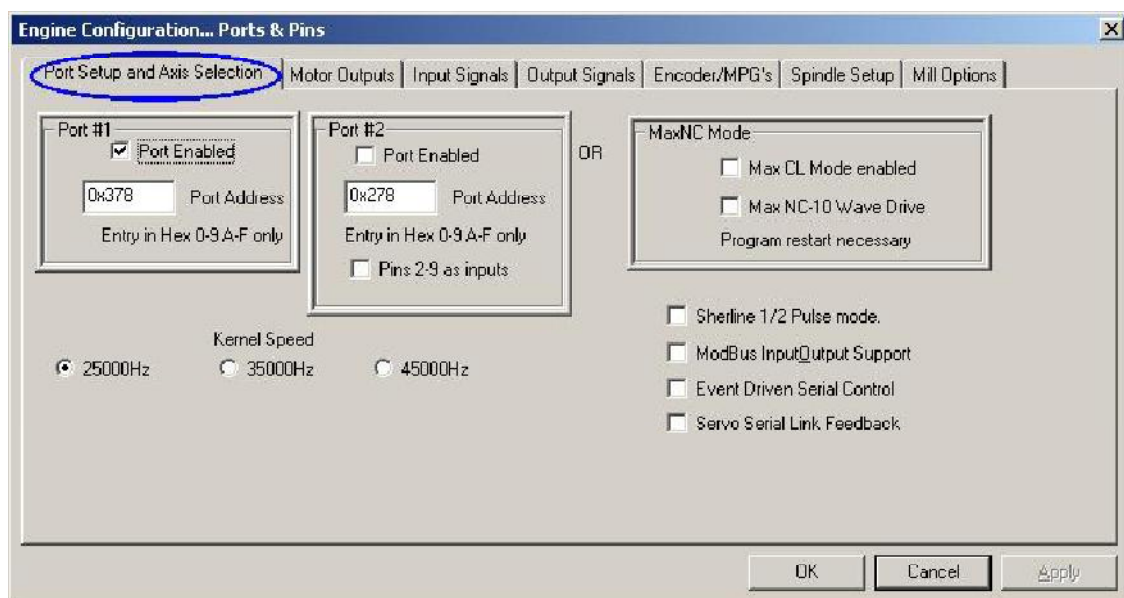 Engine Configuration... Ports & Pins
Port Setup and Axis Selection
Motor Outputs
Input Signals
Output Signals
Encoder/MPG's
Spindle Setup
Mill Options
Port #1
Port Enabled
0x378
Port Address
Entry in Hex 0-9.A-F only
Port #2
Port Enabled
0x278
Port Address
Entry in Hex 0-9.A-F only
Pins 2-9 as inputs
OR
MaxNC Mode
Max CL Mode enabled
Max NC-10 Wave Drive
Program restart necessary
Kernel Speed
25000Hz
35000Hz
45000Hz
Sherline 1/2 Pulse mode.
ModBus InputOutput Support
Event Driven Serial Control
Servo Serial Link Feedback
OK
Cancel
Apply